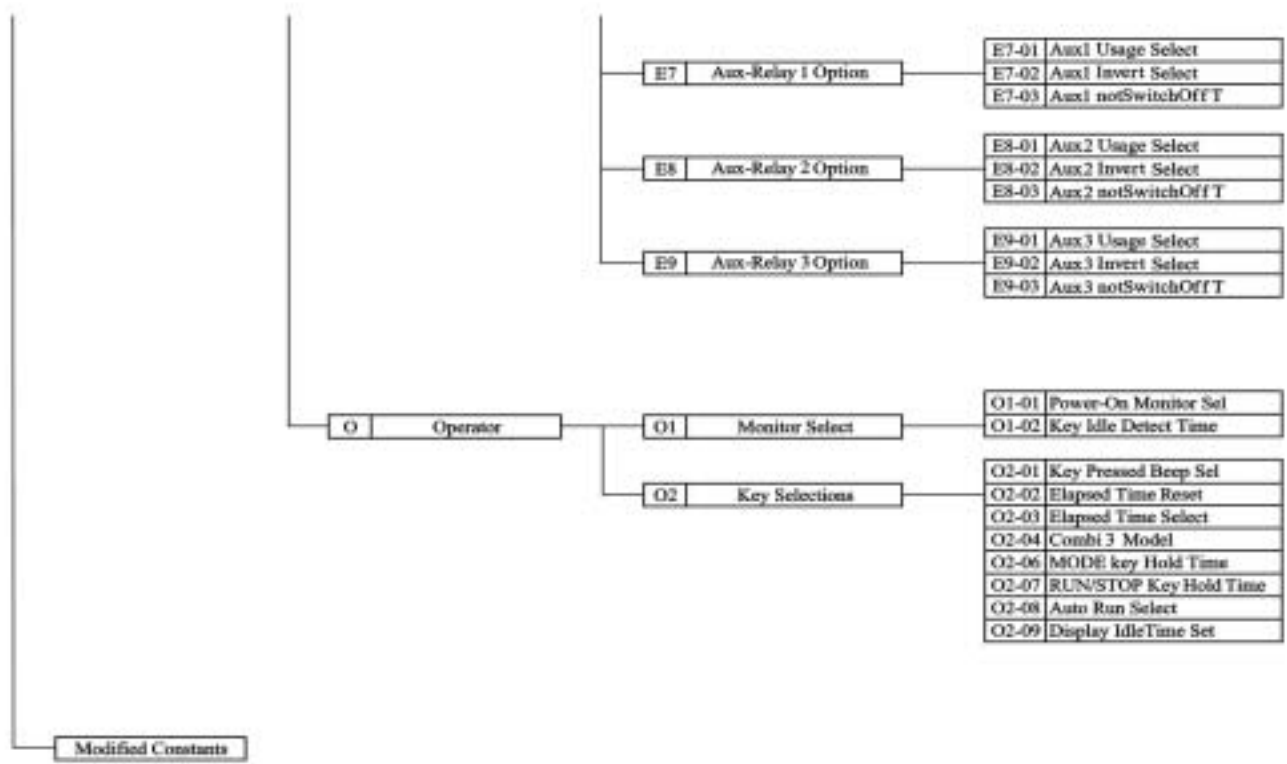 E7-01 Aux1 Usage Select
E7 Aux-Relay 1 Option
E7-02 Aux1 Invert Select
E7-03 Aux1 notSwitchOff T
E8-01 Aux2 Usage Select
E8 Aux-Relay 2 Option
E8-02 Aux2 Invert Select
E8-03 Aux2 notSwitchOff T
E9-01 Aux3 Usage Select
E9 Aux-Relay 3 Option
E9-02 Aux3 Invert Select
E9-03 Aux3 notSwitchOff T
O Operator
O1 Monitor Select
O1-01 Power-On Monitor Sel
O1-02 Key Idle Detect Time
O2 Key Selections
O2-01 Key Pressed Beep Sel
O2-02 Elapsed Time Reset
O2-03 Elapsed Time Select
O2-04 Combi 3 Model
O2-06 MODE key Hold Time
O2-07 RUN/STOP Key Hold Time
O2-08 Auto Run Select
O2-09 Display IdleTime Set
Modified Constants